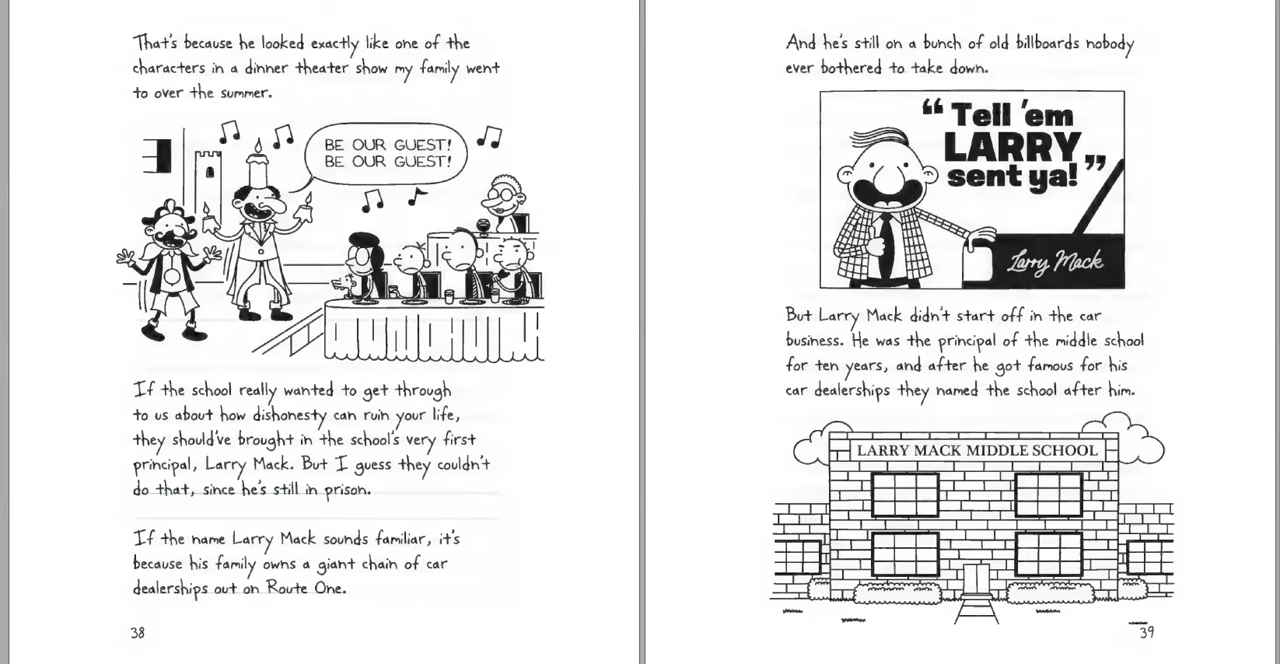 That's because he looked exactly like one of the
characters in a dinner theater show my family went
to over the summer.
BE OUR GUEST!
BE OUR GUEST!
If the school really wanted to get through
to us about how dishonesty can ruin your life,
they should've brought in the school's very first
principal, Larry Mack. But I guess they couldn't
do that, since he's still in prison.
If the name Larry Mack sounds familiar, it's
because his family owns a giant chain of car
dealerships out on Route One.
38
And he's still on a bunch of old billboards nobody
ever bothered to take down.
“Tell 'em
LARRY
sent ya!”
Larry Mack
But Larry Mack didn't start off in the car
business. He was the principal of the middle school
for ten years, and after he got famous for his
car dealerships they named the school after him.
LARRY MACK MIDDLE SCHOOL
39